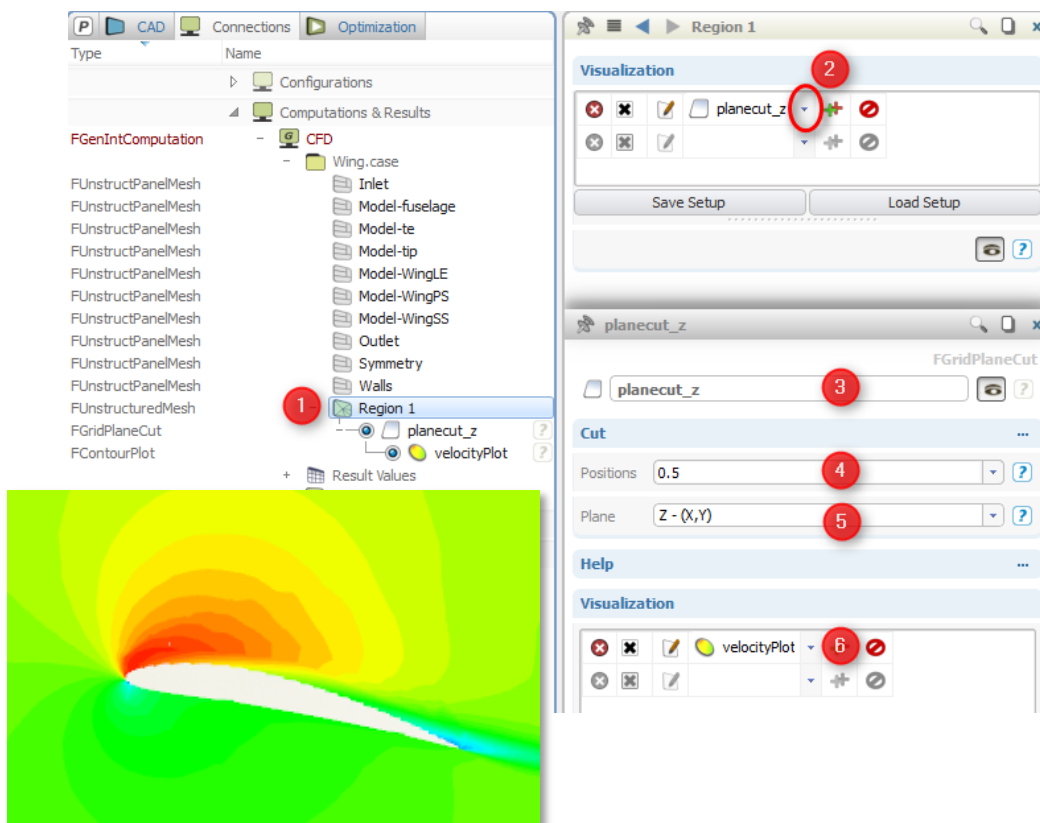 P CAD Connections Optimization
Type Name
Configurations
Computations & Results
FGenIntComputation - G CFD
- Wing.case
FUnstructPanelMesh Inlet
FUnstructPanelMesh Model-fuselage
FUnstructPanelMesh Model-te
FUnstructPanelMesh Model-tip
FUnstructPanelMesh Model-WingLE
FUnstructPanelMesh Model-WingPS
FUnstructPanelMesh Model-WingSS
FUnstructPanelMesh Outlet
FUnstructPanelMesh Symmetry
FUnstructPanelMesh Walls
FUnstructuredMesh 1 Region 1
FGridPlaneCut planecut_z ?
FContourPlot velocityPlot ?
+ Result Values
Region 1 x
Visualization 2
planecut_z
Save Setup Load Setup
?
planecut_z x
FGridPlaneCut
planecut_z 3 ?
Cut ...
Positions 0.5 4 ?
Plane Z - (X,Y) 5 ?
Help ...
Visualization
velocityPlot 6